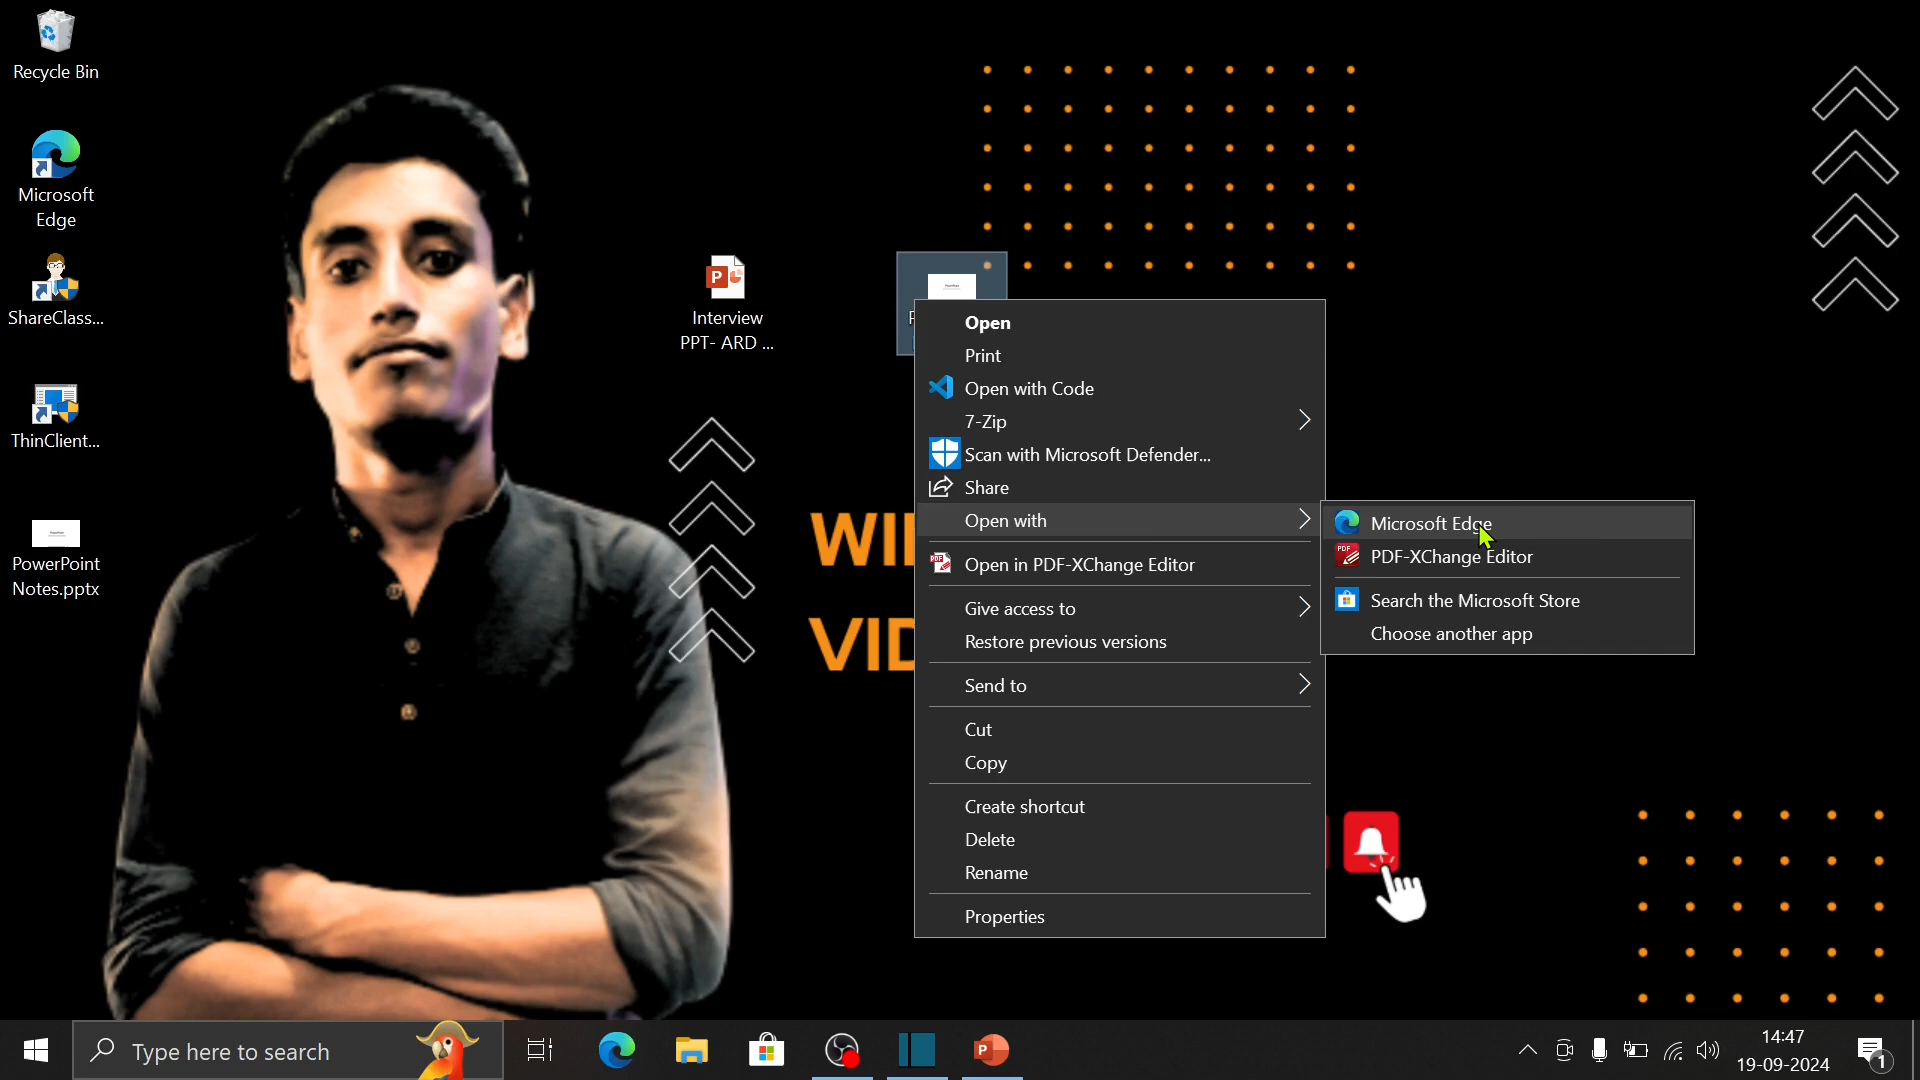 Recycle Bin
Microsoft
Edge
ShareClass...
ThinClient...
PowerPoint
Notes.pptx
Interview
PPT- ARD ...
Open
Print
Open with Code
7-Zip
Scan with Microsoft Defender...
Share
Open with
Open in PDF-XChange Editor
Give access to
Restore previous versions
Send to
Cut
Copy
Create shortcut
Delete
Rename
Properties
Microsoft Edge
PDF-XChange Editor
Search the Microsoft Store
Choose another app
Type here to search
14:47
19-09-2024
1